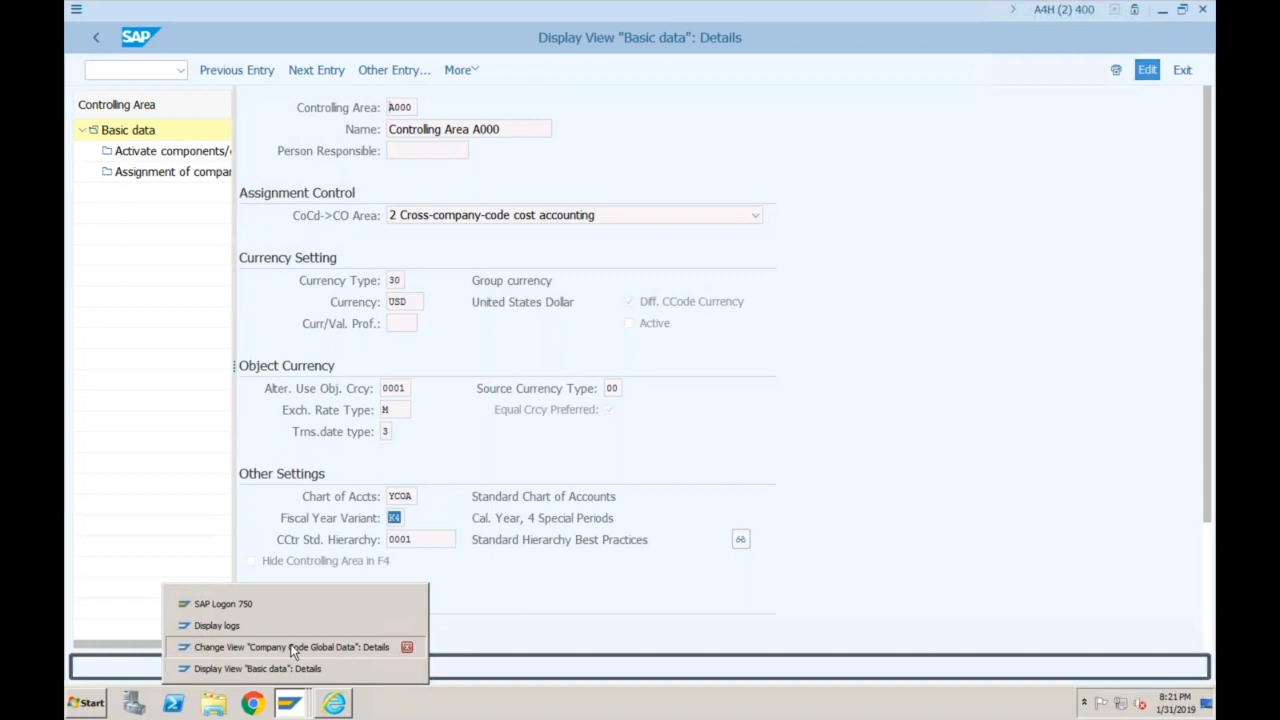 A4H (2) 400
SAP
Display View "Basic data": Details
Previous Entry Next Entry Other Entry... More
Edit Exit
Controlling Area
Basic data
Activate components/
Assignment of compar
Controlling Area: A000
Name: Controlling Area A000
Person Responsible:
Assignment Control
CoCd->CO Area: 2 Cross-company-code cost accounting
Currency Setting
Currency Type: 30 Group currency
Currency: USD United States Dollar Diff. CCode Currency
Curr/Val. Prof.: Active
Object Currency
Alter. Use Obj. Crcy: 0001 Source Currency Type: 00
Exch. Rate Type: M Equal Crcy Preferred:
Trns.date type: 3
Other Settings
Chart of Accts: YCOA Standard Chart of Accounts
Fiscal Year Variant: K4 Cal. Year, 4 Special Periods
CCtr Std. Hierarchy: 0001 Standard Hierarchy Best Practices
Hide Controlling Area in F4
SAP Logon 750
Display logs
Change View "Company Code Global Data": Details
Display View "Basic data": Details
Start
8:21 PM
1/31/2019